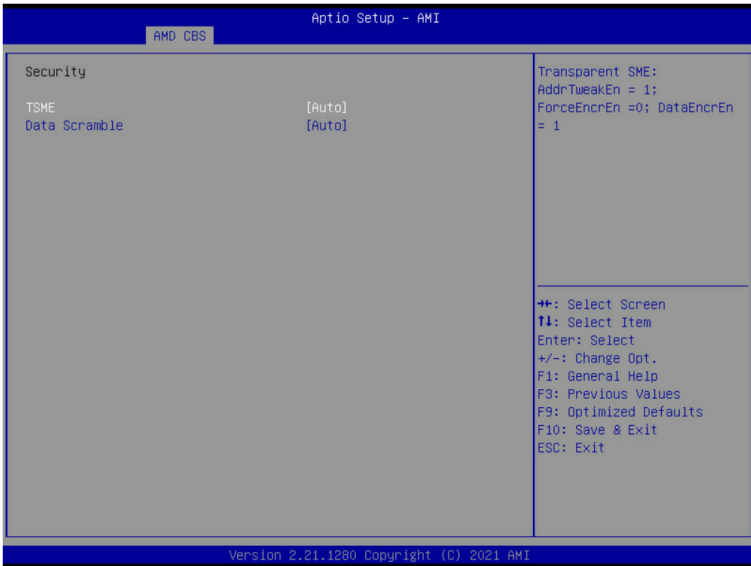 Aptio Setup – AMI
AMD CBS
Security
TSME [Auto]
Data Scramble [Auto]
Transparent SME:
AddrTweakEn = 1;
ForceEncrEn =0; DataEncrEn
= 1
→←: Select Screen
↑↓: Select Item
Enter: Select
+/-: Change Opt.
F1: General Help
F3: Previous Values
F9: Optimized Defaults
F10: Save & Exit
ESC: Exit
Version 2.21.1280 Copyright (C) 2021 AMI